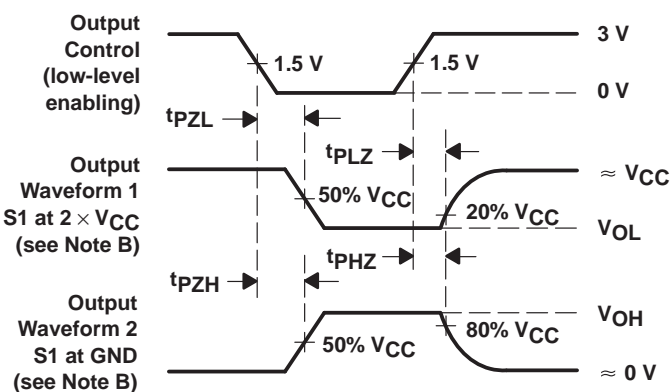 Output
Control
(low-level
enabling)
1.5 V
1.5 V
3 V
0 V
tPZL
tPLZ
Output
Waveform 1
S1 at 2 × VCC
(see Note B)
50% VCC
20% VCC
≈ VCC
VOL
tPZH
tPHZ
Output
Waveform 2
S1 at GND
(see Note B)
50% VCC
80% VCC
VOH
≈ 0 V